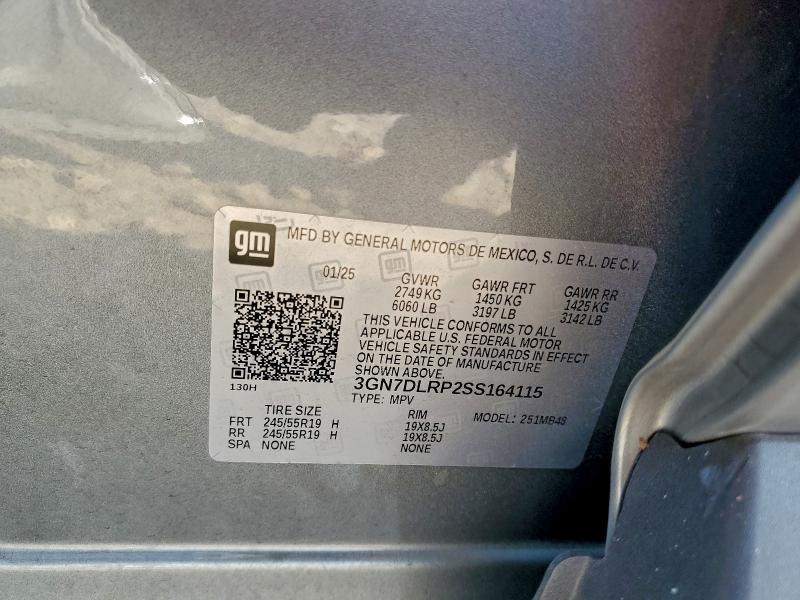 gm MFD BY GENERAL MOTORS DE MEXICO, S. DE R.L. DE C.V.
01/25 GVWR GAWR FRT GAWR RR
2749 KG 1450 KG 1425 KG
6060 LB 3197 LB 3142 LB
THIS VEHICLE CONFORMS TO ALL
APPLICABLE U.S. FEDERAL MOTOR
VEHICLE SAFETY STANDARDS IN EFFECT
ON THE DATE OF MANUFACTURE
SHOWN ABOVE.
130H 3GN7DLRP2SS164115
TYPE: MPV
TIRE SIZE RIM MODEL: 251MB48
FRT 245/55R19 H 19X8.5J
RR 245/55R19 H 19X8.5J
SPA NONE NONE